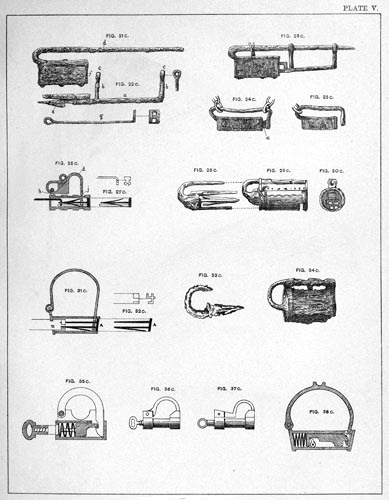 PLATE V.
FIG. 21C.
FIG. 23C.
FIG. 22C.
FIG. 24C.
FIG. 25C.
FIG. 26C.
FIG. 27C.
FIG. 28C.
FIG. 29C.
FIG. 30C.
FIG. 31C.
FIG. 32C.
FIG. 33C.
FIG. 34C.
FIG. 35C.
FIG. 36C.
FIG. 37C.
FIG. 38C.